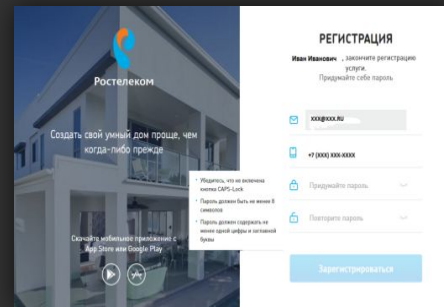 Ростелеком
Создать свой умный дом проще, чем
когда-либо прежде
Скачайте мобильное приложение с
App Store или Google Play
Убедитесь, что не включена
кнопка CAPS-Lock
Пароль должен быть не менее 8
символов
Пароль должен содержать не
менее одной цифры и заглавной
буквы
РЕГИСТРАЦИЯ
Иван Иванович , закончите регистрацию
услуги.
Придумайте себе пароль
XXX@XXX.RU
+7 (XXX) XXX-XXXX
Придумайте пароль
Повторите пароль
Зарегистрироваться